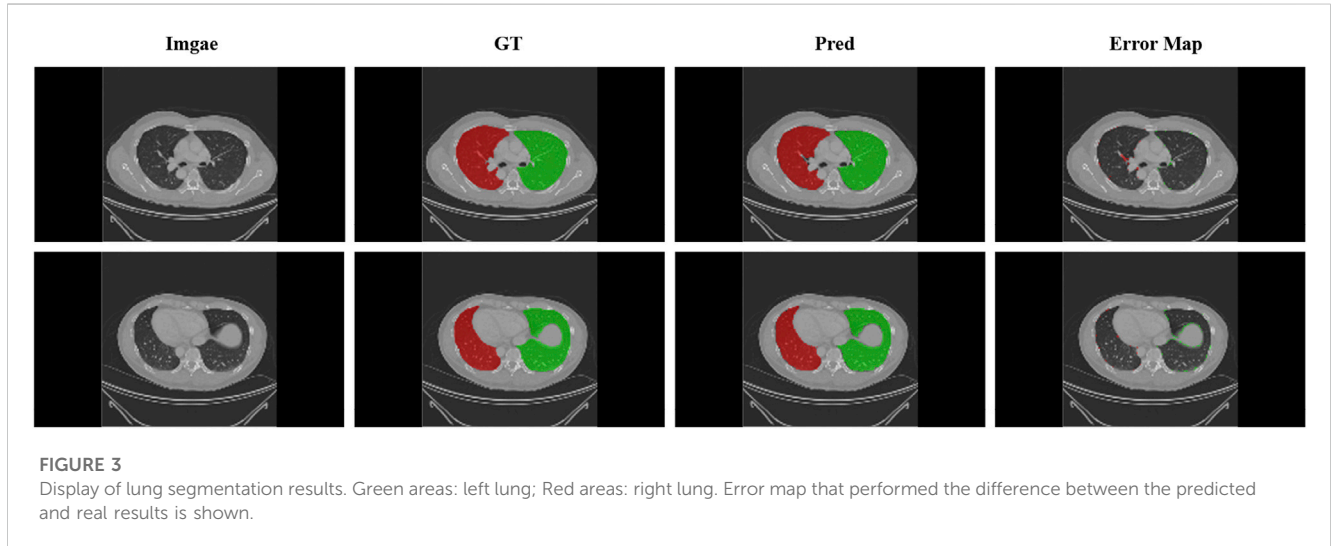 Imgae GT Pred Error Map
FIGURE 3
Display of lung segmentation results. Green areas: left lung; Red areas: right lung. Error map that performed the difference between the predicted
and real results is shown.